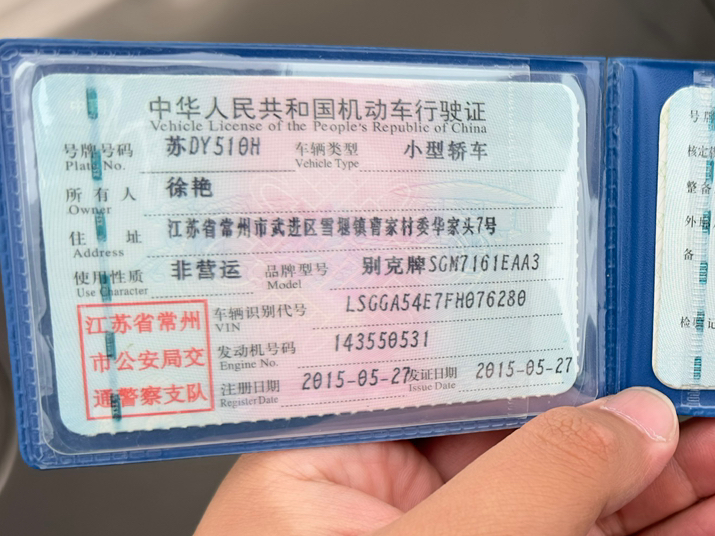 中华人民共和国机动车行驶证
Vehicle License of the People's Republic of China
号牌号码 苏DY510H 车辆类型 小型轿车
Plate No. Vehicle Type
所有人 徐艳
Owner
住址 江苏省常州市武进区雪堰镇曹家村委华家头7号
Address
使用性质 非营运 品牌型号 别克牌SGM7161EAA3
Use Character Model
车辆识别代号 LSGGA54E7FH076280
VIN
发动机号码 143550531
Engine No.
注册日期 2015-05-27 发证日期 2015-05-27
Register Date Issue Date
江苏省常州
市公安局交
通警察支队
号牌
核定
整备
外
备
检